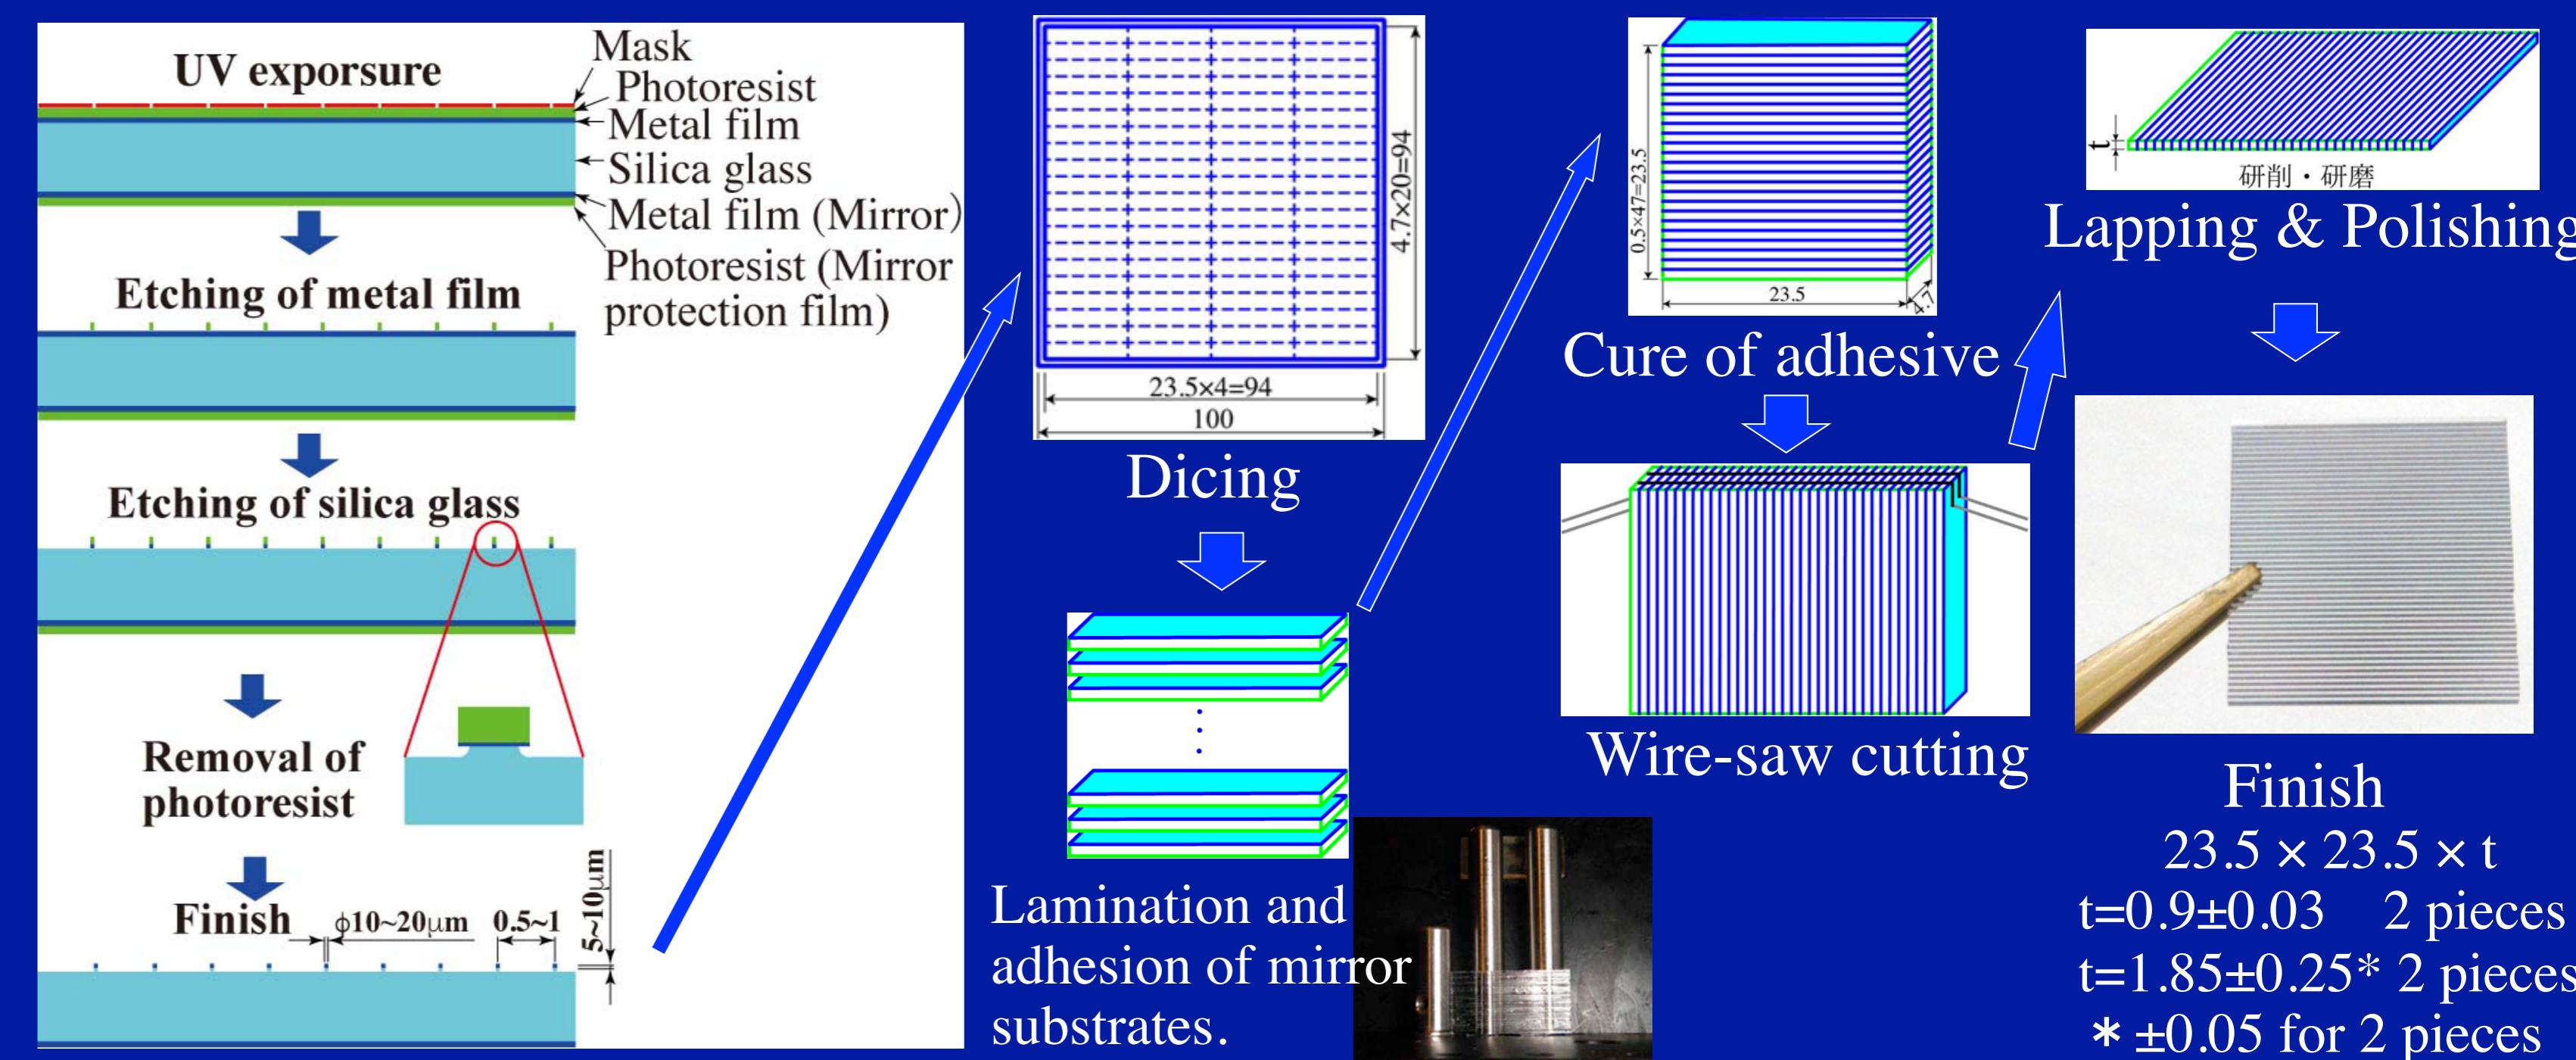 UV exporsure
Mask
Photoresist
Metal film
Silica glass
Metal film (Mirror)
Photoresist (Mirror
protection film)
Etching of metal film
Etching of silica glass
Removal of
photoresist
Finish
ϕ10~20μm
0.5~1
5~10μm
4.7×20=94
23.5×4=94
100
Dicing
Lamination and
adhesion of mirror
substrates.
0.5×47=23.5
23.5
4.7
Cure of adhesive
Wire-saw cutting
t
研削・研磨
Lapping & Polishing
Finish
23.5 × 23.5 × t
t=0.9±0.03 2 pieces
t=1.85±0.25* 2 pieces
* ±0.05 for 2 pieces